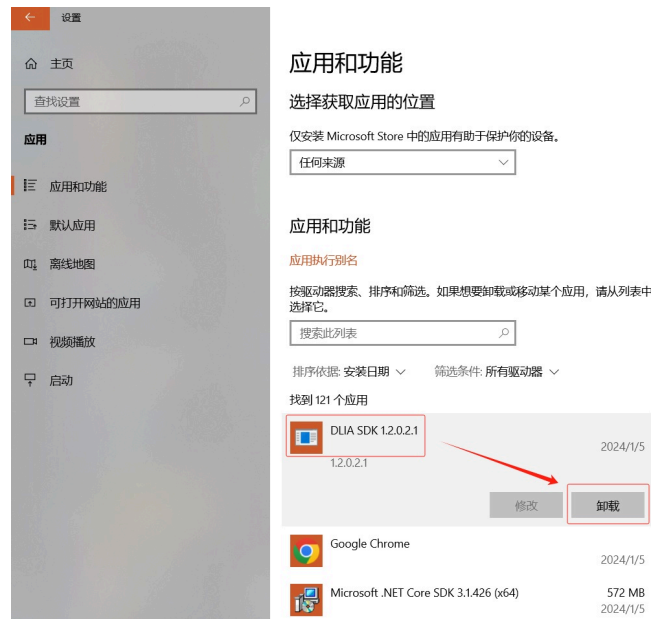 设置
主页
查找设置
应用
应用和功能
默认应用
离线地图
可打开网站的应用
视频播放
启动
应用和功能
选择获取应用的位置
仅安装 Microsoft Store 中的应用有助于保护你的设备。
任何来源
应用和功能
应用执行别名
按驱动器搜索、排序和筛选。如果想要卸载或移动某个应用，请从列表中
选择它。
搜索此列表
排序依据: 安装日期 筛选条件: 所有驱动器
找到 121 个应用
DLIA SDK 1.2.0.2.1
2024/1/5
1.2.0.2.1
修改 卸载
Google Chrome
2024/1/5
Microsoft .NET Core SDK 3.1.426 (x64) 572 MB
2024/1/5